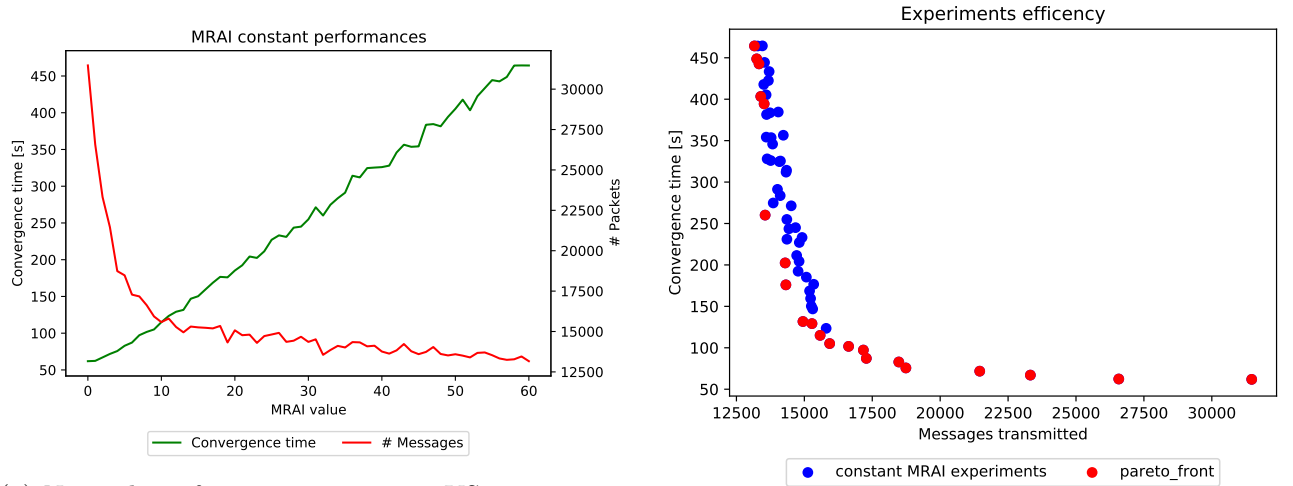 MRAI constant performances
Convergence time [s]
450
400
350
300
250
200
150
100
50
30000
27500
25000
22500
20000
17500
15000
12500
# Packets
0 10 20 30 40 50 60
MRAI value
Convergence time # Messages
Experiments efficency
Convergence time [s]
450
400
350
300
250
200
150
100
50
12500 15000 17500 20000 22500 25000 27500 30000
Messages transmitted
constant MRAI experiments pareto_front